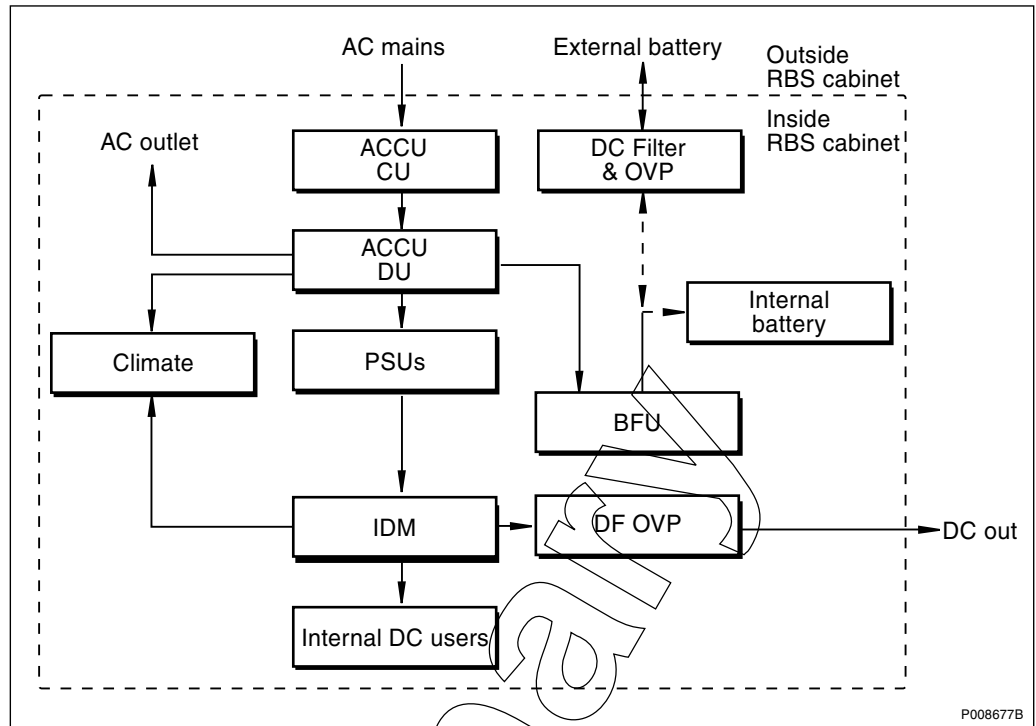 AC mains
External battery
Outside
RBS cabinet
Inside
RBS cabinet
AC outlet
ACCU
CU
DC Filter
& OVP
ACCU
DU
Internal
battery
Climate
PSUs
BFU
IDM
DF OVP
DC out
Internal DC users
P008677B